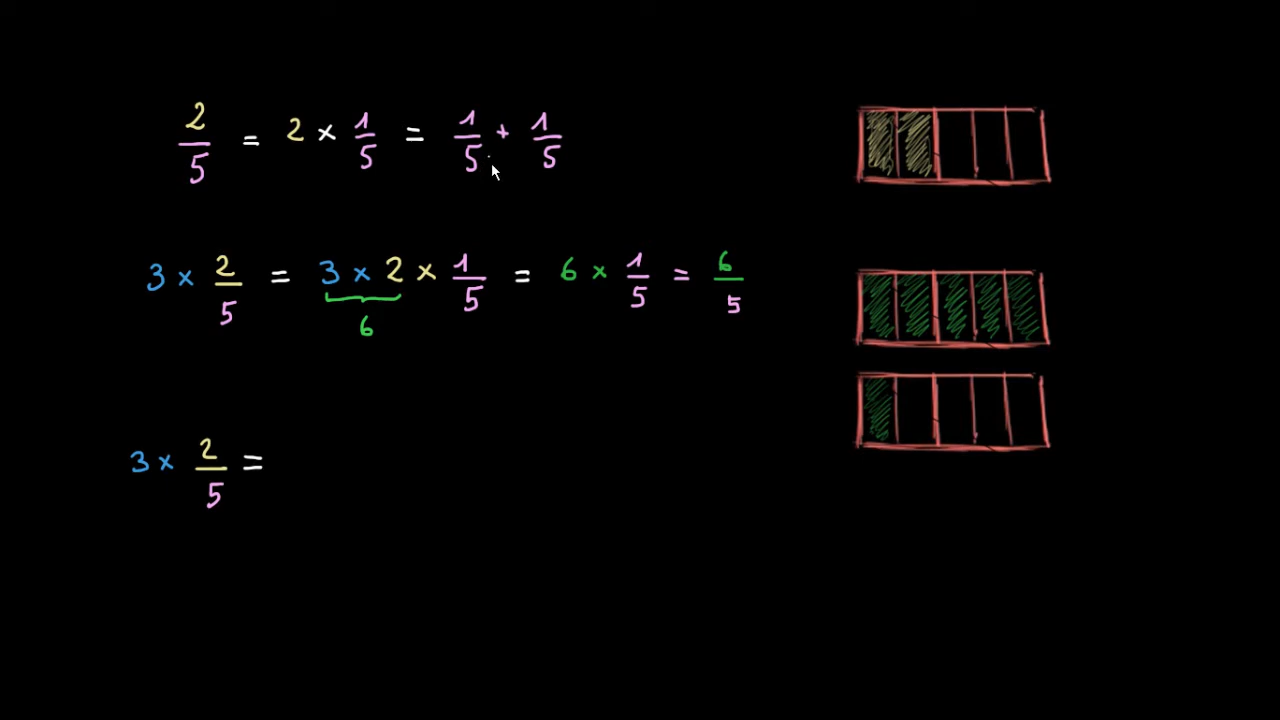 2/5 = 2 × 1/5 = 1/5 + 1/5
3 × 2/5 = 3 × 2 × 1/5 = 6 × 1/5 = 6/5
6
3 × 2/5 =